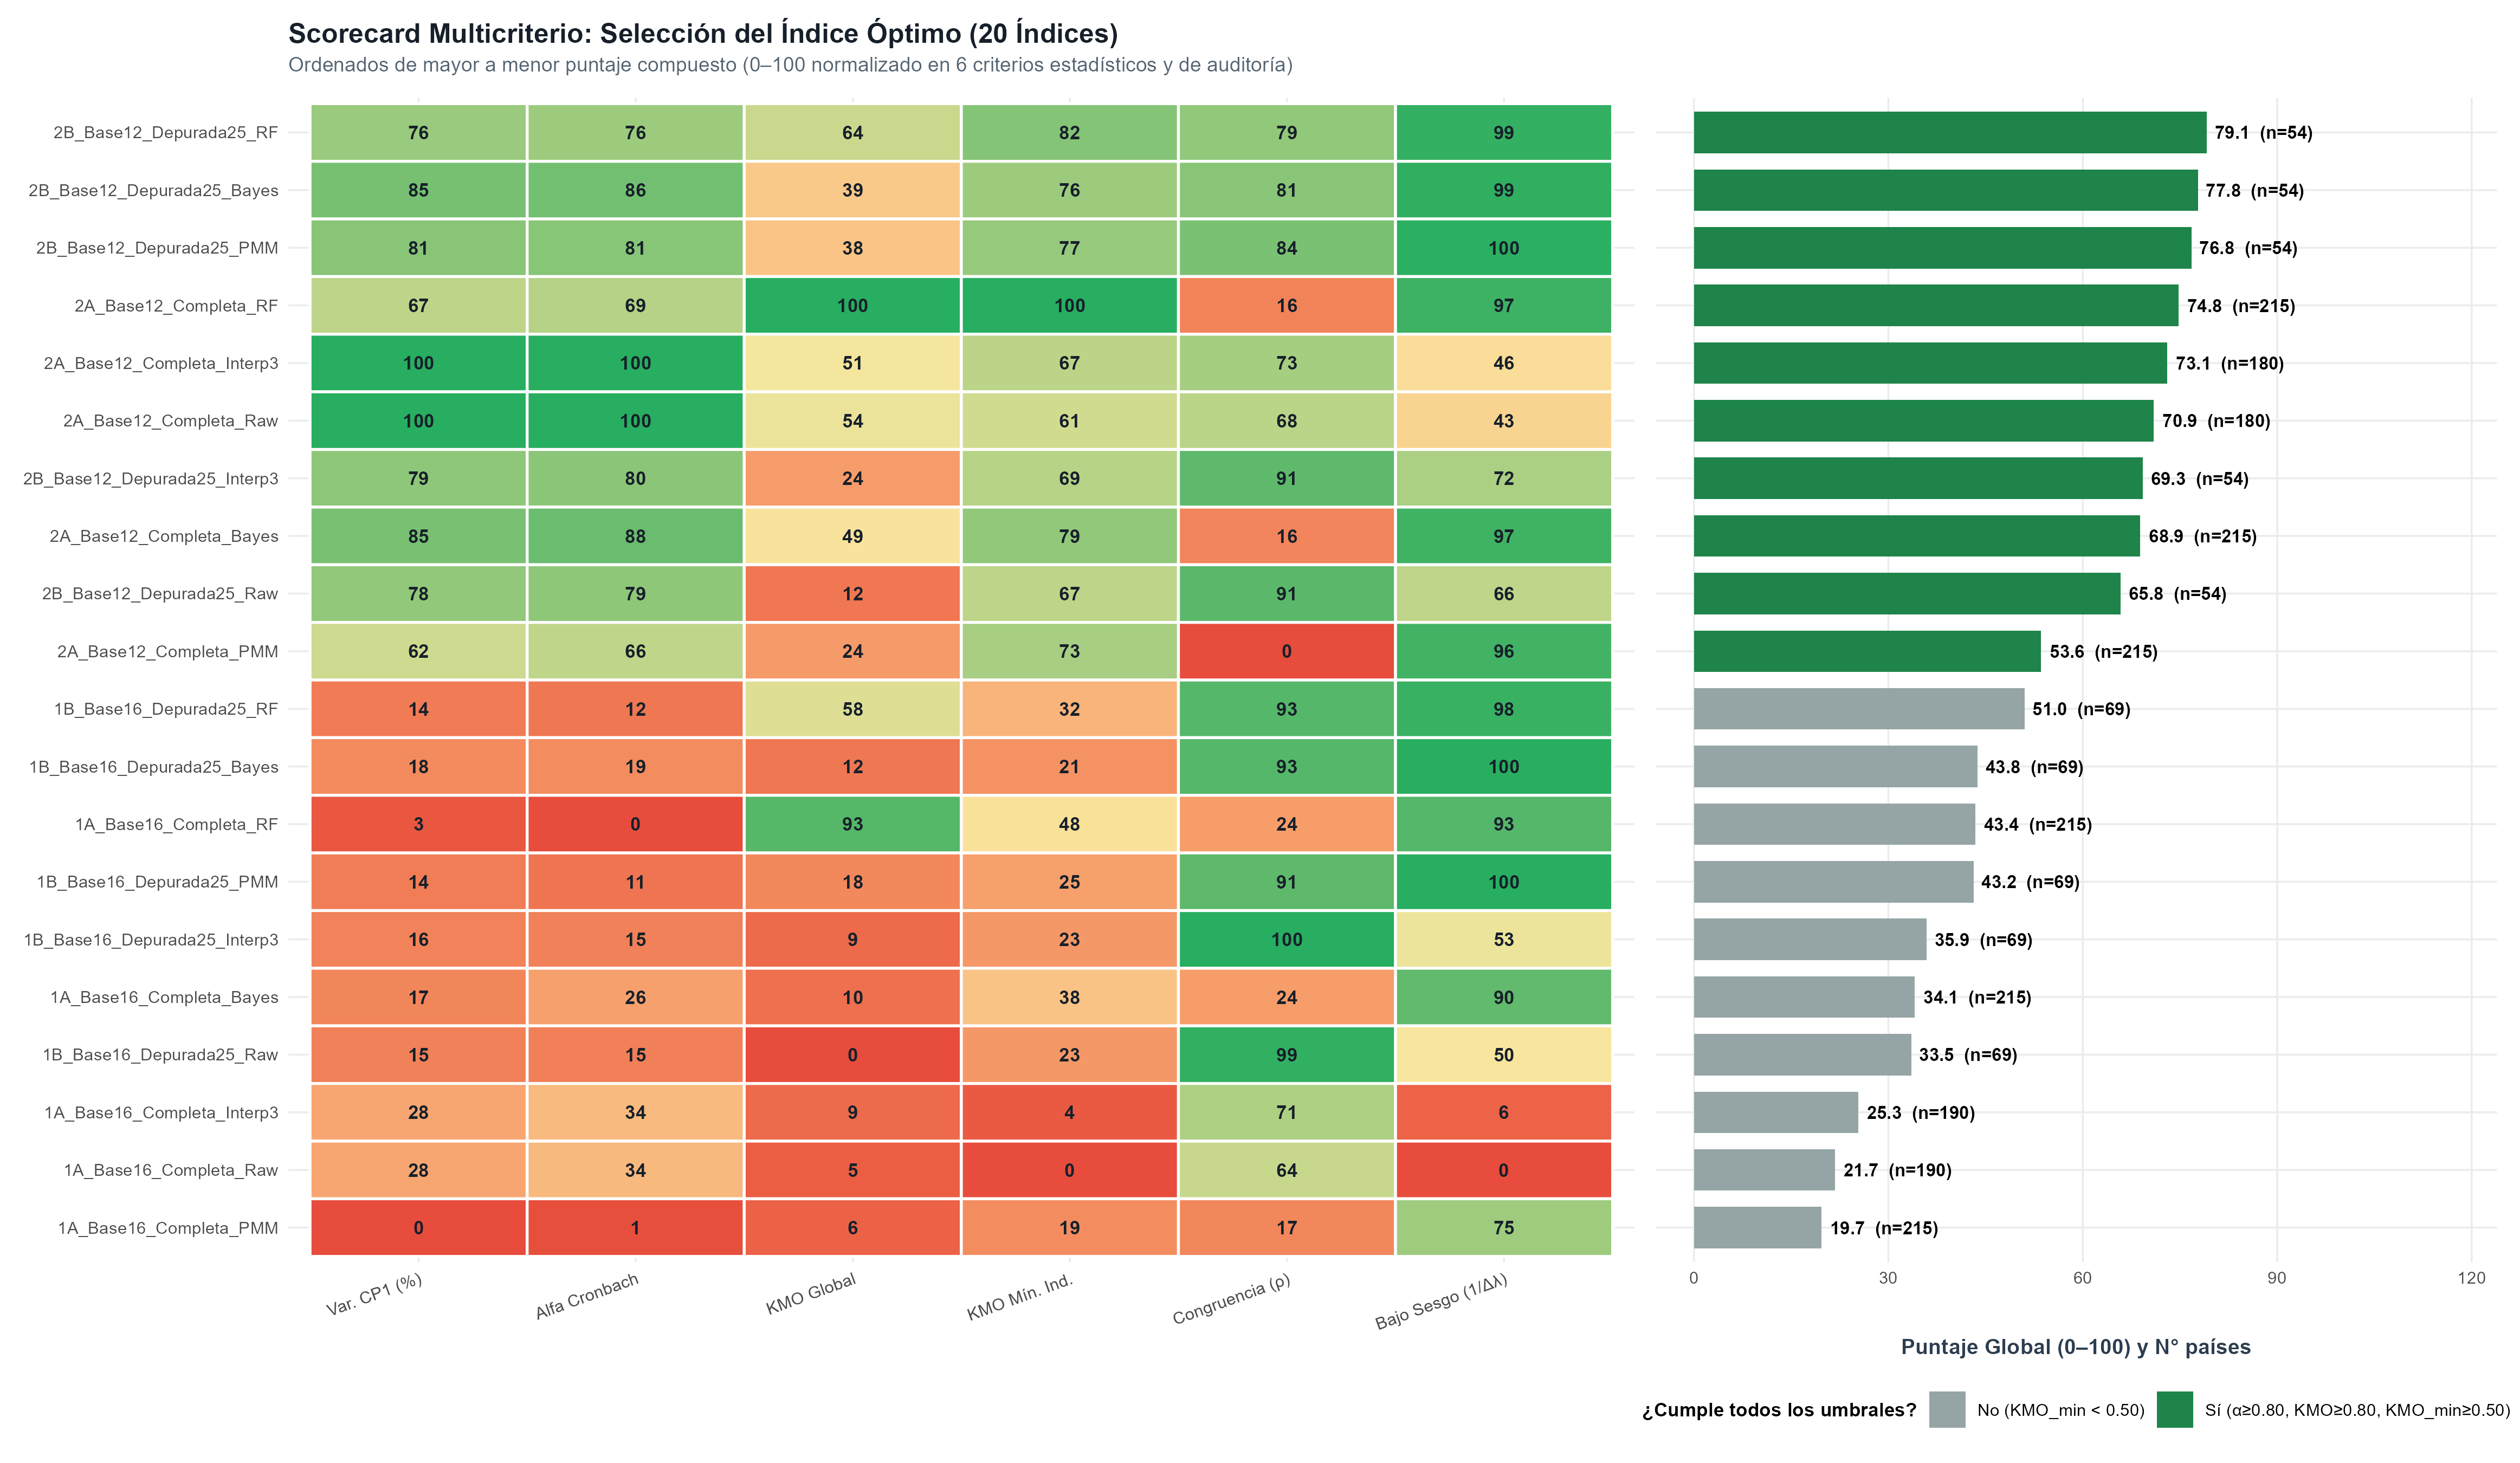 Scorecard Multicriterio: Selección del Índice Óptimo (20 Índices)
Ordenados de mayor a menor puntaje compuesto (0–100 normalizado en 6 criterios estadísticos y de auditoría)
2B_Base12_Depurada25_RF 76 76 64 82 79 99 79.1 (n=54)
2B_Base12_Depurada25_Bayes 85 86 39 76 81 99 77.8 (n=54)
2B_Base12_Depurada25_PMM 81 81 38 77 84 100 76.8 (n=54)
2A_Base12_Completa_RF 67 69 100 100 16 97 74.8 (n=215)
2A_Base12_Completa_Interp3 100 100 51 67 73 46 73.1 (n=180)
2A_Base12_Completa_Raw 100 100 54 61 68 43 70.9 (n=180)
2B_Base12_Depurada25_Interp3 79 80 24 69 91 72 69.3 (n=54)
2A_Base12_Completa_Bayes 85 88 49 79 16 97 68.9 (n=215)
2B_Base12_Depurada25_Raw 78 79 12 67 91 66 65.8 (n=54)
2A_Base12_Completa_PMM 62 66 24 73 0 96 53.6 (n=215)
1B_Base16_Depurada25_RF 14 12 58 32 93 98 51.0 (n=69)
1B_Base16_Depurada25_Bayes 18 19 12 21 93 100 43.8 (n=69)
1A_Base16_Completa_RF 3 0 93 48 24 93 43.4 (n=215)
1B_Base16_Depurada25_PMM 14 11 18 25 91 100 43.2 (n=69)
1B_Base16_Depurada25_Interp3 16 15 9 23 100 53 35.9 (n=69)
1A_Base16_Completa_Bayes 17 26 10 38 24 90 34.1 (n=215)
1B_Base16_Depurada25_Raw 15 15 0 23 99 50 33.5 (n=69)
1A_Base16_Completa_Interp3 28 34 9 4 71 6 25.3 (n=190)
1A_Base16_Completa_Raw 28 34 5 0 64 0 21.7 (n=190)
1A_Base16_Completa_PMM 0 1 6 19 17 75 19.7 (n=215)
Var. CP1 (%) Alfa Cronbach KMO Global KMO Mín. Ind. Congruencia (ρ) Bajo Sesgo (1/Δλ)
0 30 60 90 120
Puntaje Global (0–100) y N° países
¿Cumple todos los umbrales? No (KMO_min < 0.50) Sí (α≥0.80, KMO≥0.80, KMO_min≥0.50)